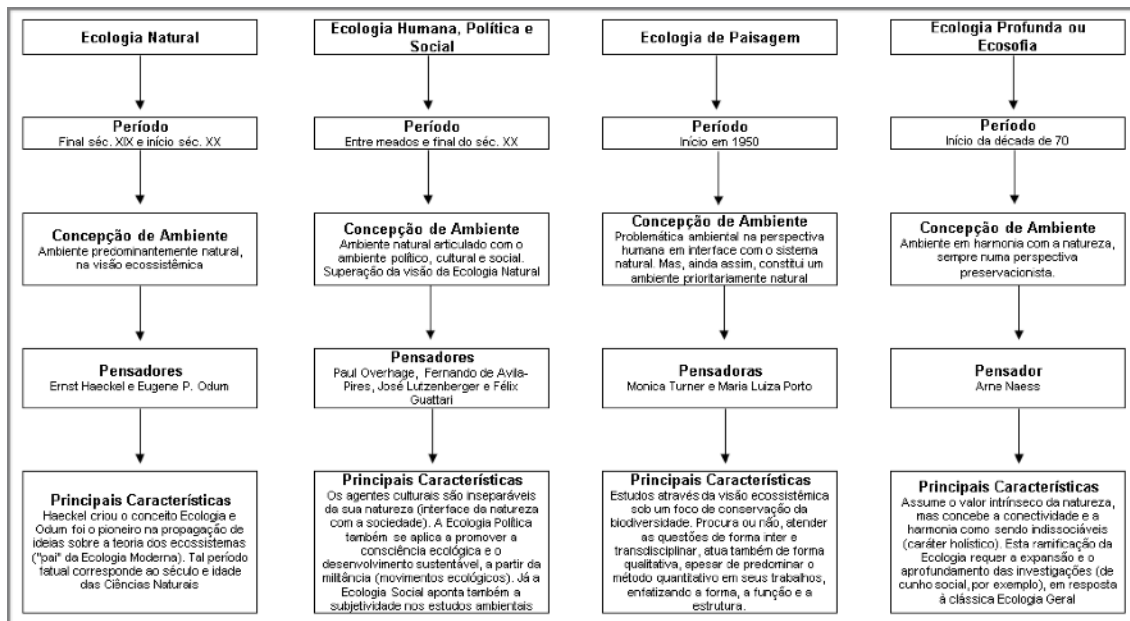 Ecologia Natural
Período
Final séc. XIX e início séc. XX
Concepção de Ambiente
Ambiente predominantemente natural,
na visão ecossistêmica
Pensadores
Ernst Haeckel e Eugene P. Odum
Principais Características
Haeckel criou o conceito Ecologia e
Odum foi o pioneiro na propagação de
ideias sobre a teoria dos ecossistemas
("pai" da Ecologia Moderna). Tal período
fatual corresponde ao século e idade
das Ciências Naturais
Ecologia Humana, Política e
Social
Período
Entre meados e final do séc. XX
Concepção de Ambiente
Ambiente natural articulado com o
ambiente político, cultural e social.
Superação da visão da Ecologia Natural
Pensadores
Paul Overhage, Fernando de Avila-
Pires, José Lutzenberger e Félix
Guattari
Principais Características
Os agentes culturais são inseparáveis
da sua natureza (interface da natureza
com a sociedade). A Ecologia Política
também se aplica a promover a
consciência ecológica e o
desenvolvimento sustentável, a partir da
militância (movimentos ecológicos). Já a
Ecologia Social aponta também a
subjetividade nos estudos ambientais
Ecologia de Paisagem
Período
Início em 1950
Concepção de Ambiente
Problemática ambiental na perspectiva
humana em interface com o sistema
natural. Mas, ainda assim, constitui um
ambiente prioritariamente natural
Pensadoras
Monica Turner e Maria Luiza Porto
Principais Características
Estudos através da visão ecossistêmica
sob um foco de conservação da
biodiversidade. Procura ou não, atender
as questões de forma inter e
transdisciplinar, atua também de forma
qualitativa, apesar de predominar o
método quantitativo em seus trabalhos,
enfatizando a forma, a função e a
estrutura.
Ecologia Profunda ou
Ecosofia
Período
Início da década de 70
Concepção de Ambiente
Ambiente em harmonia com a natureza,
sempre numa perspectiva
preservacionista.
Pensador
Arne Naess
Principais Características
Assume o valor intrínseco da natureza,
mas concebe a conectividade e a
harmonia como sendo indissociáveis
(caráter holístico). Esta ramificação da
Ecologia requer a expansão e o
aprofundamento das investigações (de
cunho social, por exemplo), em resposta
à clássica Ecologia Geral